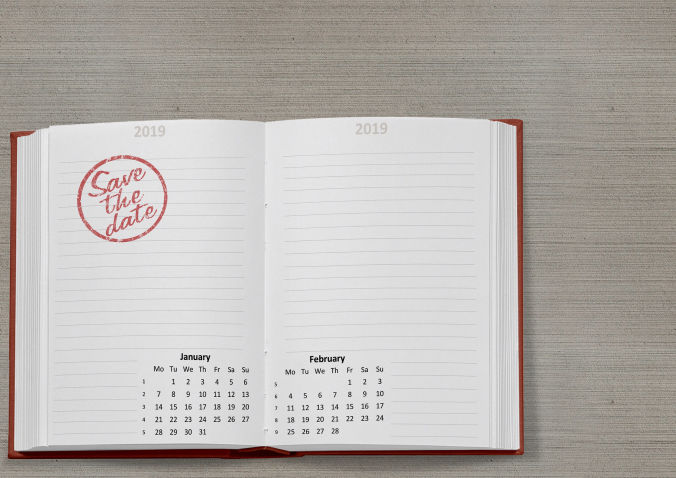 2019
Save
the
date
January
Mo Tu We Th Fr Sa Su
1 1 2 3 4 5 6
2 7 8 9 10 11 12 13
3 14 15 16 17 18 19 20
4 21 22 23 24 25 26 27
5 28 29 30 31
2019
February
Mo Tu We Th Fr Sa Su
5 1 2 3
6 4 5 6 7 8 9 10
7 11 12 13 14 15 16 17
8 18 19 20 21 22 23 24
9 25 26 27 28